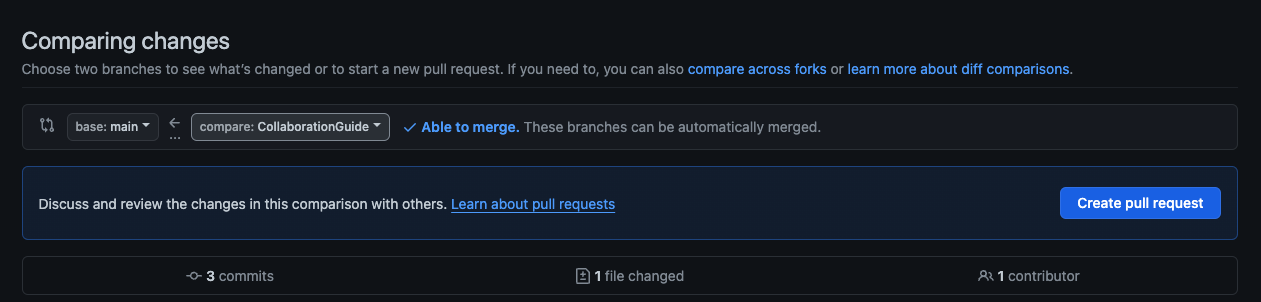 Comparing changes
Choose two branches to see what's changed or to start a new pull request. If you need to, you can also compare across forks or learn more about diff comparisons.
base: main compare: CollaborationGuide Able to merge. These branches can be automatically merged.
...
Discuss and review the changes in this comparison with others. Learn about pull requests Create pull request
3 commits 1 file changed 1 contributor